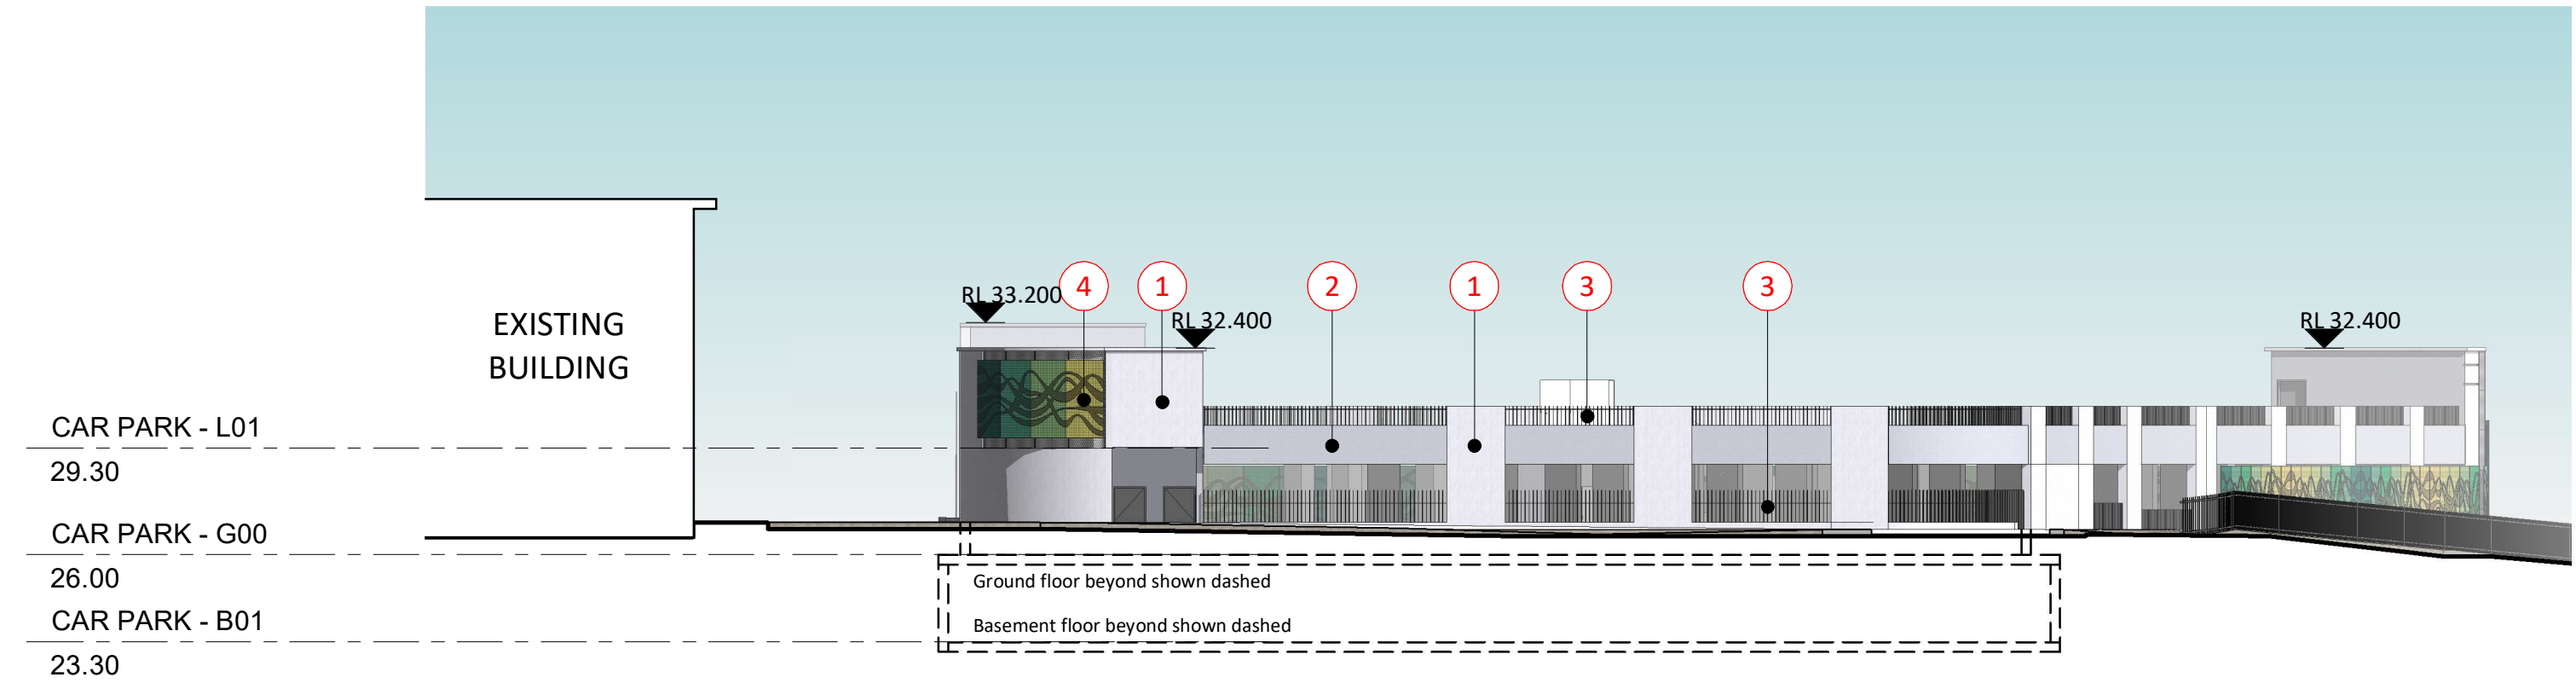 4
1
2
1
3
3
RL 33.200
RL 32.400
RL 32.400
EXISTING
BUILDING
CAR PARK - L01
29.30
CAR PARK - G00
26.00
Ground floor beyond shown dashed
CAR PARK - B01
Basement floor beyond shown dashed
23.30